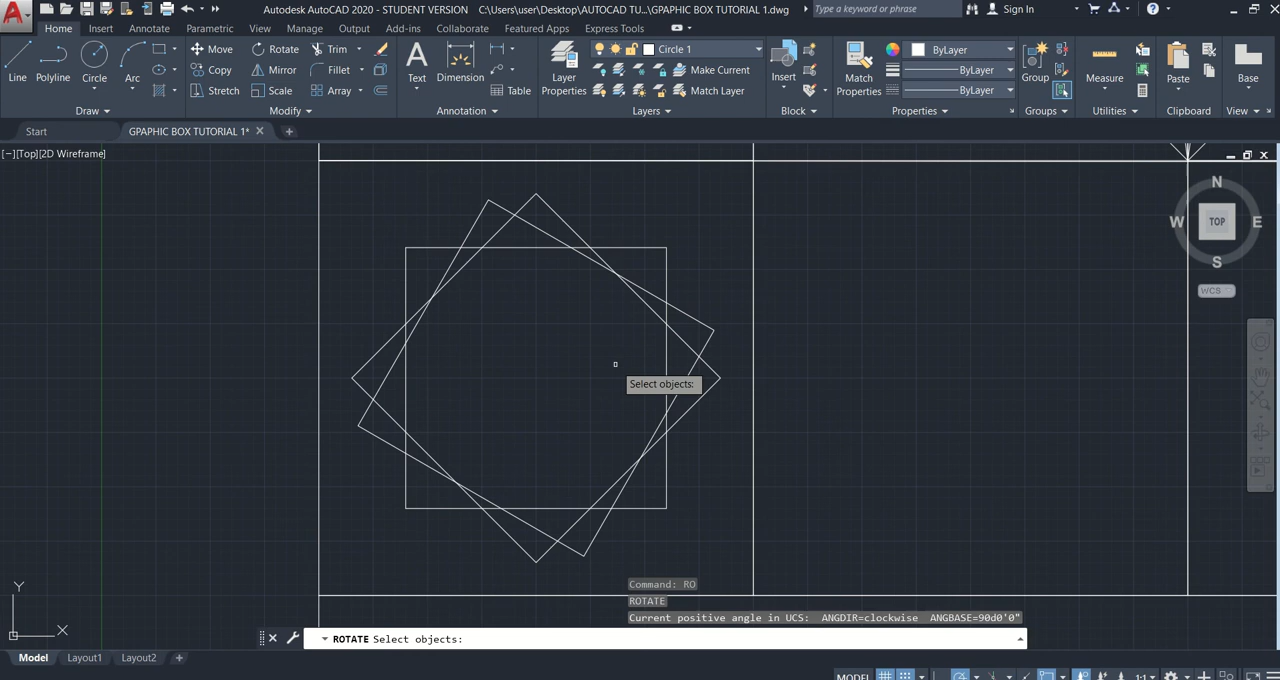 Autodesk AutoCAD 2020 - STUDENT VERSION C:\Users\user\Desktop\AUTOCAD TU...\GPAPHIC BOX TUTORIAL 1.dwg Type a keyword or phrase Sign In
Home Insert Annotate Parametric View Manage Output Add-ins Collaborate Featured Apps Express Tools
Line Polyline Circle Arc
Move Rotate Trim
Copy Mirror Fillet
Stretch Scale Array
Text Dimension Table
Layer Properties
Circle 1
Make Current
Match Layer
Insert
Match Properties
ByLayer
ByLayer
ByLayer
Group
Measure
Paste
Base
Draw Modify Annotation Layers Block Properties Groups Utilities Clipboard View
Start GPAPHIC BOX TUTORIAL 1*
[−][Top][2D Wireframe]
N
W TOP E
S
WCS
Select objects:
Command: RO
ROTATE
Current positive angle in UCS: ANGDIR=clockwise ANGBASE=90d0'0"
Y
X
ROTATE Select objects:
Model Layout1 Layout2
MODEL 1:1